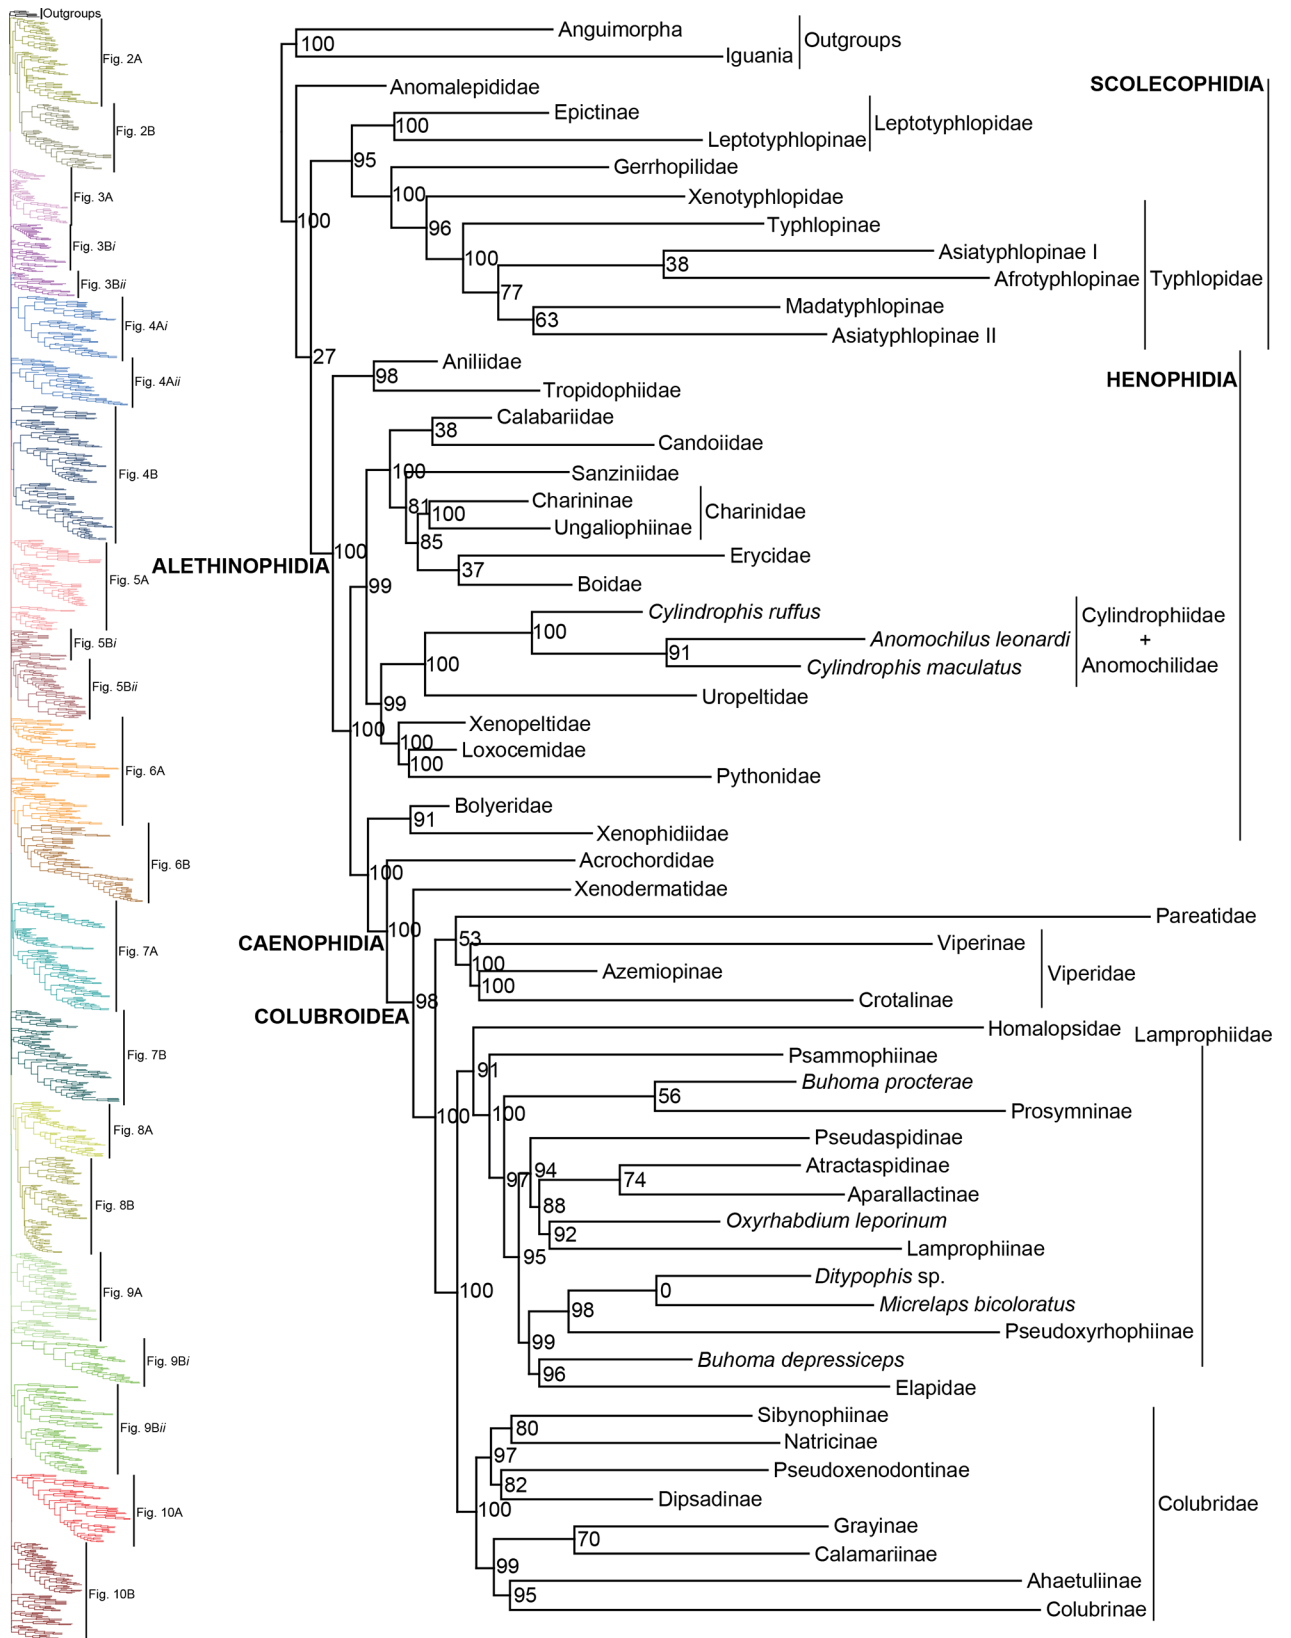 Outgroups
Fig. 2A
Fig. 2B
Fig. 3A
Fig. 3Bi
Fig. 3Bii
Fig. 4Ai
Fig. 4Aii
Fig. 4B
Fig. 5A
Fig. 5Bi
Fig. 5Bii
Fig. 6A
Fig. 6B
Fig. 7A
Fig. 7B
Fig. 8A
Fig. 8B
Fig. 9A
Fig. 9Bi
Fig. 9Bii
Fig. 10A
Fig. 10B
Anguimorpha
100
Outgroups
Iguania
SCOLECOPHIDIA
Anomalepididae
Epictinae
100
Leptotyphlopidae
Leptotyphlopinae
95
Gerrhopilidae
100
Xenotyphlopidae
100
96
Typhlopinae
Asiatyphlopinae I
100
38
Afrotyphlopinae
Typhlopidae
77
Madatyphlopinae
63
Asiatyphlopinae II
27
Aniliidae
98
HENOPHIDIA
Tropidophiidae
Calabariidae
38
Candoiidae
100
Sanziniidae
Charininae
81
100
Charinidae
Ungaliophiinae
85
100
Erycidae
ALETHINOPHIDIA
37
99
Boidae
Cylindrophis ruffus
Cylindrophiidae
100
Anomochilus leonardi
+
91
100
Cylindrophis maculatus
Anomochilidae
Uropeltidae
99
Xenopeltidae
100
100
Loxocemidae
100
Pythonidae
Bolyeridae
91
Xenophidiidae
Acrochordidae
100
Xenodermatidae
Pareatidae
100
CAENOPHIDIA
53
Viperinae
100
Azemiopinae
Viperidae
100
98
Crotalinae
COLUBROIDEA
Homalopsidae
Lamprophiidae
91
Psammophiinae
Buhoma procterae
56
100
100
Prosymninae
Pseudaspidinae
94
Atractaspidinae
97
74
Aparallactinae
88
Oxyrhabdium leporinum
92
Lamprophiinae
95
Ditypophis sp.
100
0
Micrelaps bicoloratus
98
Pseudoxyrhophiinae
99
Buhoma depressiceps
96
Elapidae
Sibynophiinae
80
Natricinae
97
Pseudoxenodontinae
82
Dipsadinae
Colubridae
100
Grayinae
70
Calamariinae
99
Ahaetuliinae
95
Colubrinae